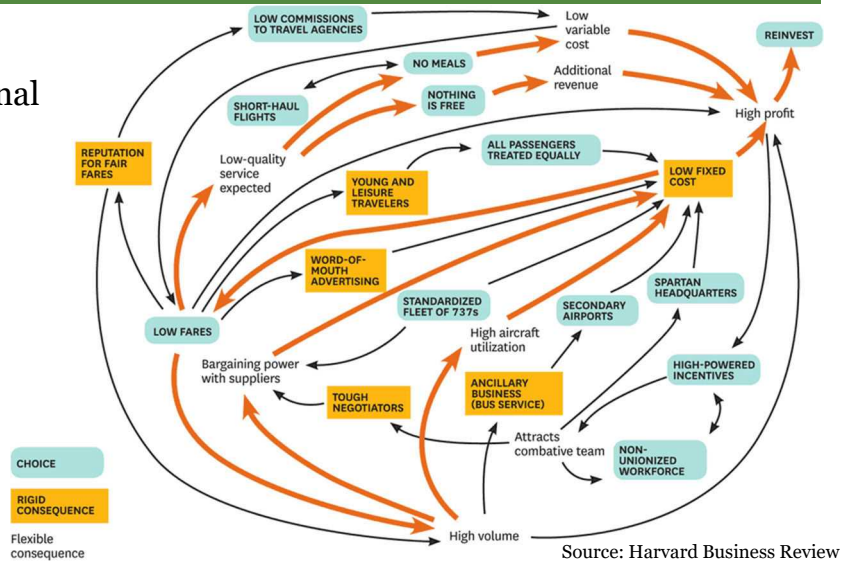 nal
LOW COMMISSIONS
TO TRAVEL AGENCIES
Low
variable
cost
REINVEST
NO MEALS
Additional
revenue
SHORT-HAUL
FLIGHTS
NOTHING
IS FREE
High profit
REPUTATION
FOR FAIR
FARES
Low-quality
service
expected
ALL PASSENGERS
TREATED EQUALLY
YOUNG AND
LEISURE
TRAVELERS
LOW FIXED
COST
WORD-OF-
MOUTH
ADVERTISING
STANDARDIZED
FLEET OF 737s
SECONDARY
AIRPORTS
SPARTAN
HEADQUARTERS
LOW FARES
High aircraft
utilization
Bargaining power
with suppliers
HIGH-POWERED
INCENTIVES
TOUGH
NEGOTIATORS
ANCILLARY
BUSINESS
(BUS SERVICE)
Attracts
combative team
NON-
UNIONIZED
WORKFORCE
CHOICE
RIGID
CONSEQUENCE
Flexible
consequence
High volume
Source: Harvard Business Review